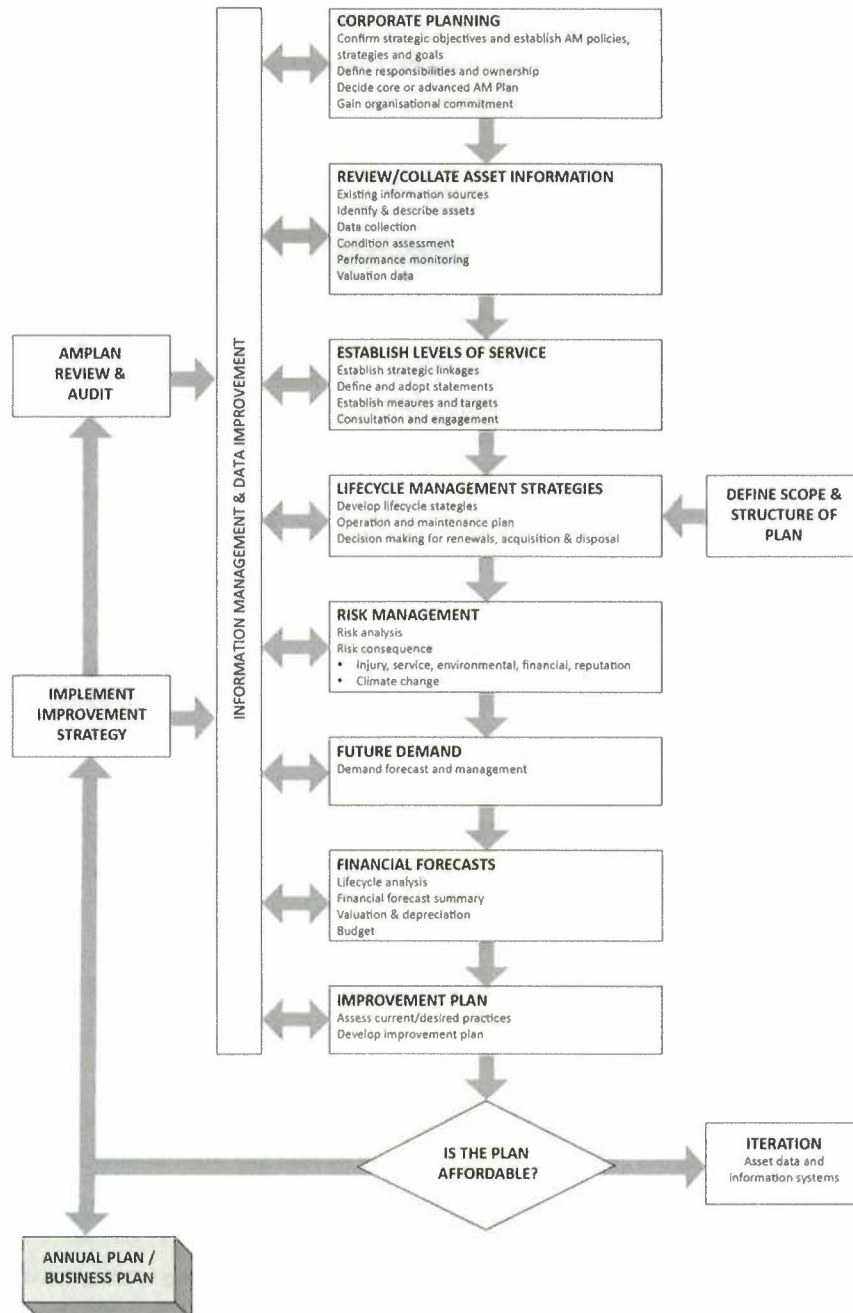 CORPORATE PLANNING
Confirm strategic objectives and establish AM policies,
strategies and goals
Define responsibilities and ownership
Decide core or advanced AM Plan
Gain organisational commitment
REVIEW/COLLATE ASSET INFORMATION
Existing information sources
Identify & describe assets
Data collection
Condition assessment
Performance monitoring
Valuation data
AMPLAN
REVIEW &
AUDIT
INFORMATION MANAGEMENT & DATA IMPROVEMENT
ESTABLISH LEVELS OF SERVICE
Establish strategic linkages
Define and adopt statements
Establish measures and targets
Consultation and engagement
LIFECYCLE MANAGEMENT STRATEGIES
Develop lifecycle stategies
Operation and maintenance plan
Decision making for renewals, acquisition & disposal
DEFINE SCOPE &
STRUCTURE OF
PLAN
RISK MANAGEMENT
Risk analysis
Risk consequence
• Injury, service, environmental, financial, reputation
• Climate change
IMPLEMENT
IMPROVEMENT
STRATEGY
FUTURE DEMAND
Demand forecast and management
FINANCIAL FORECASTS
Lifecycle analysis
Financial forecast summary
Valuation & depreciation
Budget
IMPROVEMENT PLAN
Assess current/desired practices
Develop improvement plan
IS THE PLAN
AFFORDABLE?
ITERATION
Asset data and
information systems
ANNUAL PLAN /
BUSINESS PLAN